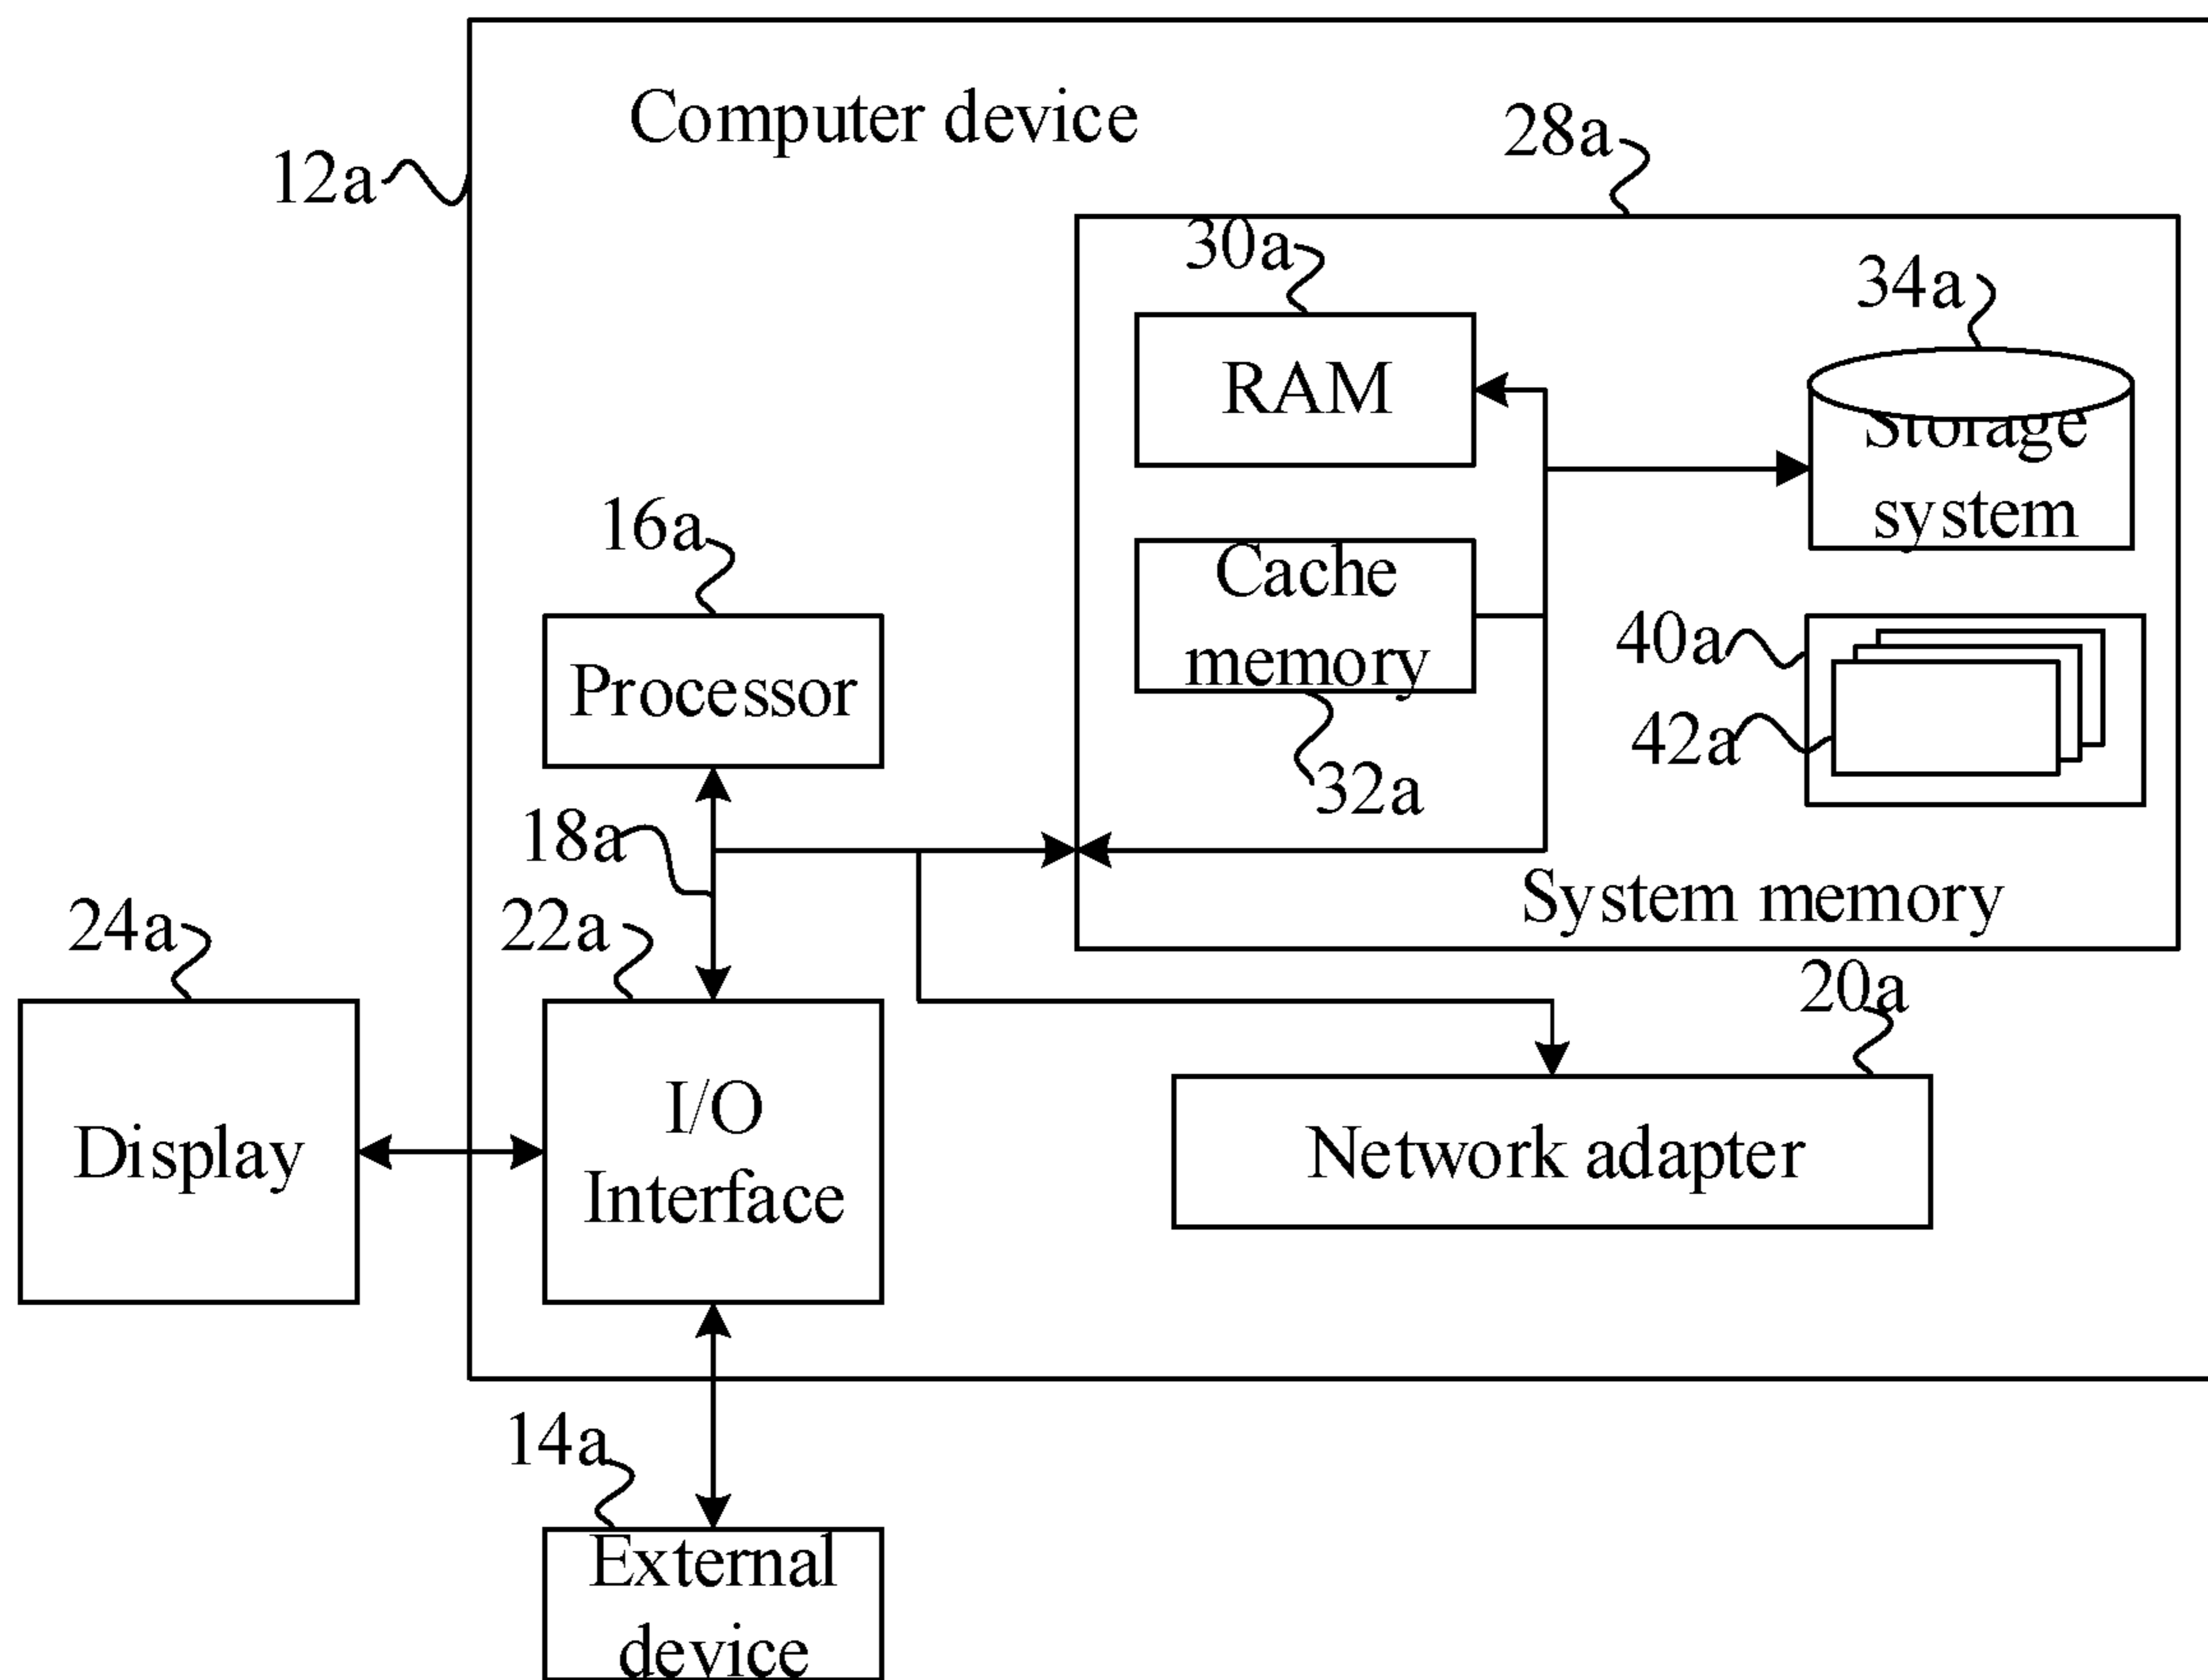 Computer device
12a
28a
30a
34a
RAM
Storage
system
16a
Cache
memory
40a
Processor
42a
32a
18a
System memory
24a
22a
20a
I/O
Interface
Display
Network adapter
14a
External
device